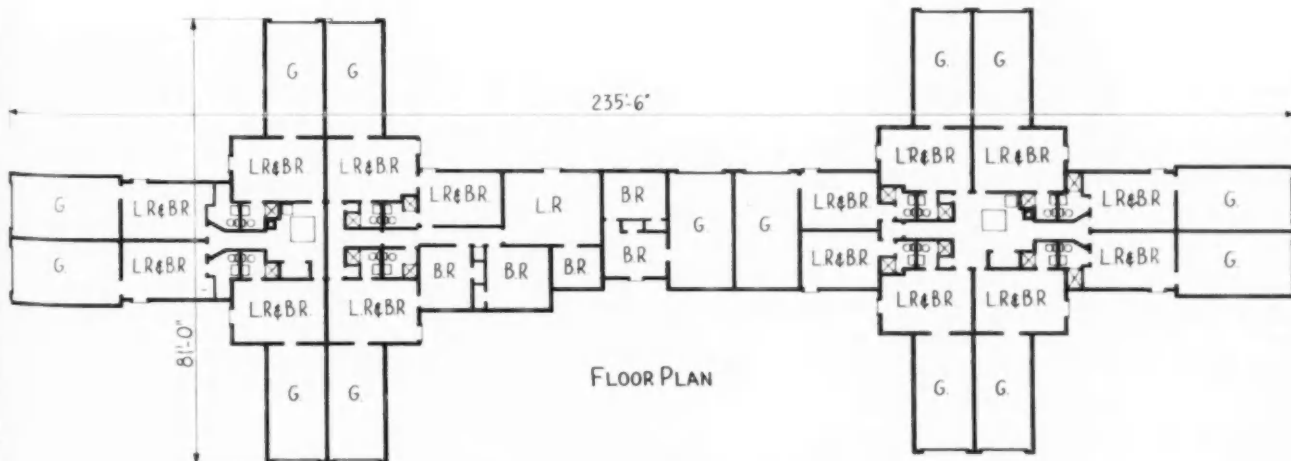 G G G. G
235'-6"
L.R&B.R. L.R&B.R L.R&B.R L.R&B.R
G L.R&B.R L.R&B.R L.R B.R L.R&B.R. L.R&B.R G.
G. G.
G. L.R&B.R B.R B.R B.R B.R L.R&B.R L.R&B.R G.
L.R&B.R. L.R&B.R L.R&B.R L.R&B.R
81'-0"
FLOOR PLAN
G. G. G. G.